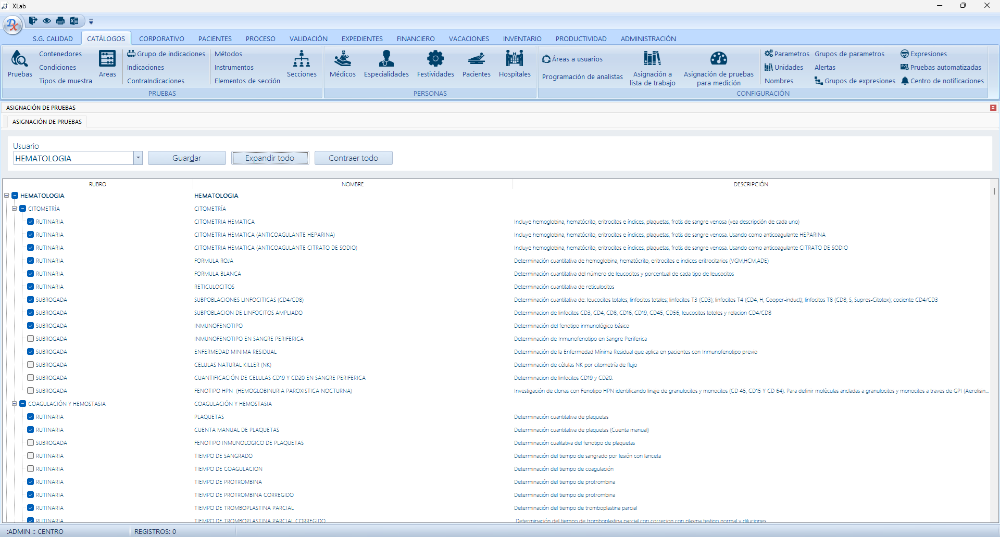 XLab
S.G. CALIDAD CATÁLOGOS CORPORATIVO PACIENTES PROCESO VALIDACIÓN EXPEDIENTES FINANCIERO VACACIONES INVENTARIO PRODUCTIVIDAD ADMINISTRACIÓN
Pruebas
Contenedores
Condiciones
Tipos de muestra
Areas
Grupo de indicaciones
Indicaciones
ContraIndicaciones
Métodos
Instrumentos
Elementos de sección
Secciones
PRUEBAS
Médicos Especialidades Festividades Pacientes Hospitales
PERSONAS
Áreas a usuarios
Programación de analistas
Asignación a
lista de trabajo
Asignación de pruebas
para medición
Parametros
Unidades
Nombres
Grupos de parametros
Alertas
Grupos de expresiones
Expresiones
Pruebas automatizadas
Centro de notificaciones
CONFIGURACIÓN
ASIGNACIÓN DE PRUEBAS
ASIGNACIÓN DE PRUEBAS
Usuario
HEMATOLOGIA Guardar Expandir todo Contraer todo
RUBRO NOMBRE DESCRIPCIÓN
HEMATOLOGIA HEMATOLOGIA
CITOMETRÍA CITOMETRÍA
RUTINARIA CITOMETRIA HEMATICA Incluye hemoglobina, hematócrito, eritrocitos e índices, plaquetas, frotis de sangre venosa (vea descripción de cada uno)
RUTINARIA CITOMETRIA HEMATICA (ANTICOAGULANTE HEPARINA) Incluye hemoglobina, hematócrito, eritrocitos e índices, plaquetas, frotis de sangre venosa. Usando como anticoagulante HEPARINA
RUTINARIA CITOMETRIA HEMATICA (ANTICOAGULANTE CITRATO DE SODIO) Incluye hemoglobina, hematócrito, eritrocitos e índices, plaquetas, frotis de sangre venosa. Usando como anticoagulante CITRATO DE SODIO
RUTINARIA FORMULA ROJA Determinación cuantitativa de hemoglobina, hematócrito, eritrocitos e indices eritrocitarios (VGM,HCM,ADE)
RUTINARIA FORMULA BLANCA Determinación cuantitativa del número de leucocitos y porcentual de cada tipo de leucocitos
RUTINARIA RETICULOCITOS Determinación cuantitativa de reticulocitos
SUBROGADA SUBPOBLACIONES LINFOCITICAS (CD4/CD8) Determinación cuantitativa de: leucocitos totales; linfocitos totales; linfocitos T3 (CD3); linfocitos T4 (CD4, H, Cooper-induct); linfocitos T8 (CD8, S, Supres-Citotox); cociente CD4/CD3
SUBROGADA SUBPOBLACION DE LINFOCITOS AMPLIADO Determinacion de linfocitos CD3, CD4, CD8, CD16, CD19, CD45, CD56, leucocitos totoles y relacion CD4/CD8
SUBROGADA INMUNOFENOTIPO Determinación del fenotipo inmunológico básico
SUBROGADA INMUNOFENOTIPO EN SANGRE PERIFERICA Determinación de Inmunofenotipo en Sangre Periferica
SUBROGADA ENFERMEDAD MINIMA RESIDUAL Determinación de la Enfermedad Mínima Residual que aplica en pacientes con Inmunofenotipo previo
SUBROGADA CELULAS NATURAL KILLER (NK) Determinación de células NK por citometría de flujo
SUBROGADA CUANTIFICACIÓN DE CELULAS CD19 Y CD20 EN SANGRE PERIFERICA Determinacion de linfocitos CD19 y CD20.
SUBROGADA FENOTIPO HPN (HEMOGLOBINURIA PAROXISTICA NOCTURNA) Investigación de clonas con Fenotipo HPN identificando linaje de granulocitos y monocitos (CD 45, CD15 Y CD 64). Para definir moléculas ancladas a granulocitos y monocitos a traves de GPI (Aerolisin...
COAGULACIÓN Y HEMOSTASIA COAGULACIÓN Y HEMOSTASIA
RUTINARIA PLAQUETAS Determinación cuantitativa de plaquetas
RUTINARIA CUENTA MANUAL DE PLAQUETAS Determinación cuantitativa de plaquetas (Cuenta manual)
SUBROGADA FENOTIPO INMUNOLOGICO DE PLAQUETAS Determinación cualitativa del fenotipo de plaquetas
RUTINARIA TIEMPO DE SANGRADO Determinación del tiempo de sangrado por lesión con lanceta
RUTINARIA TIEMPO DE COAGULACION Determinación del tiempo de coagulación
RUTINARIA TIEMPO DE PROTROMBINA Determinación del tiempo de protrombina
RUTINARIA TIEMPO DE PROTROMBINA CORREGIDO Determinación del tiempo de protrombina
RUTINARIA TIEMPO DE TROMBOPLASTINA PARCIAL Determinación del tiempo de tromboplastina parcial
RUTINARIA TIEMPO DE TROMBOPLASTINA PARCIAL CORREGIDO Determinación del tiempo de tromboplastina parcial con correcion con plasma testigo normal y diluciones
:ADMIN :: CENTRO REGISTROS: 0